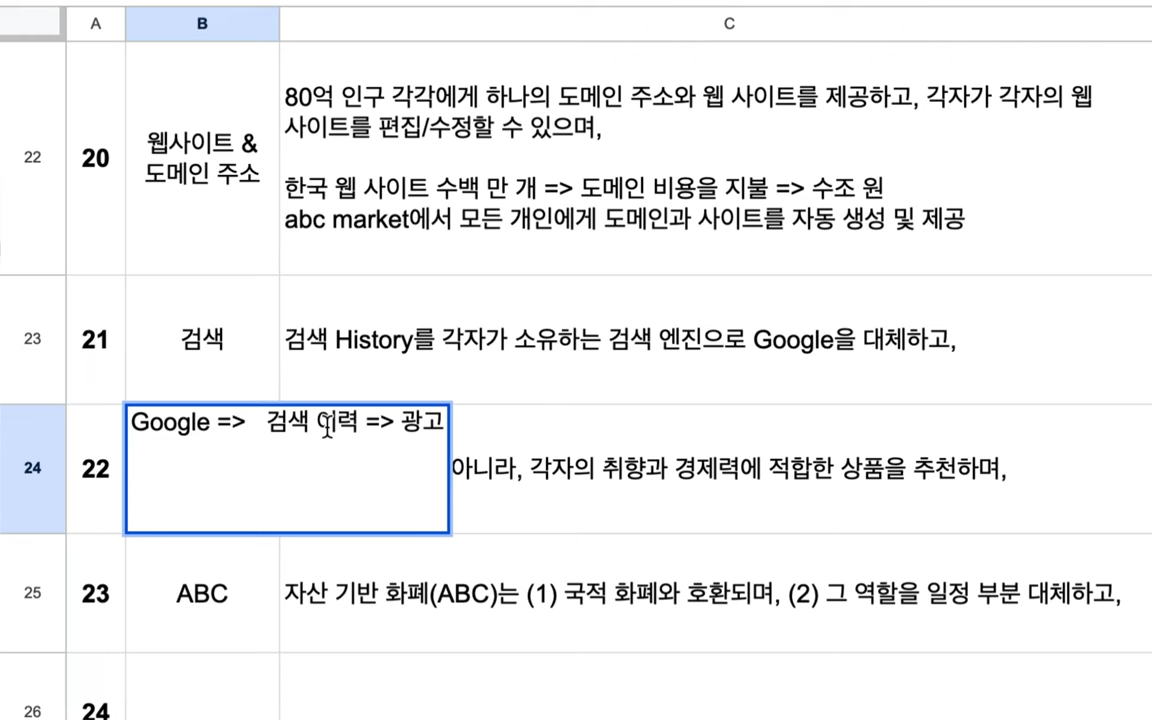 A B C
22 20 웹사이트 & 도메인 주소
80억 인구 각각에게 하나의 도메인 주소와 웹 사이트를 제공하고, 각자가 각자의 웹
사이트를 편집/수정할 수 있으며,
한국 웹 사이트 수백 만 개 => 도메인 비용을 지불 => 수조 원
abc market에서 모든 개인에게 도메인과 사이트를 자동 생성 및 제공
23 21 검색 검색 History를 각자가 소유하는 검색 엔진으로 Google을 대체하고,
Google => 검색 이력 => 광고
24 22 아니라, 각자의 취향과 경제력에 적합한 상품을 추천하며,
25 23 ABC 자산 기반 화폐(ABC)는 (1) 국적 화폐와 호환되며, (2) 그 역할을 일정 부분 대체하고,
26 24